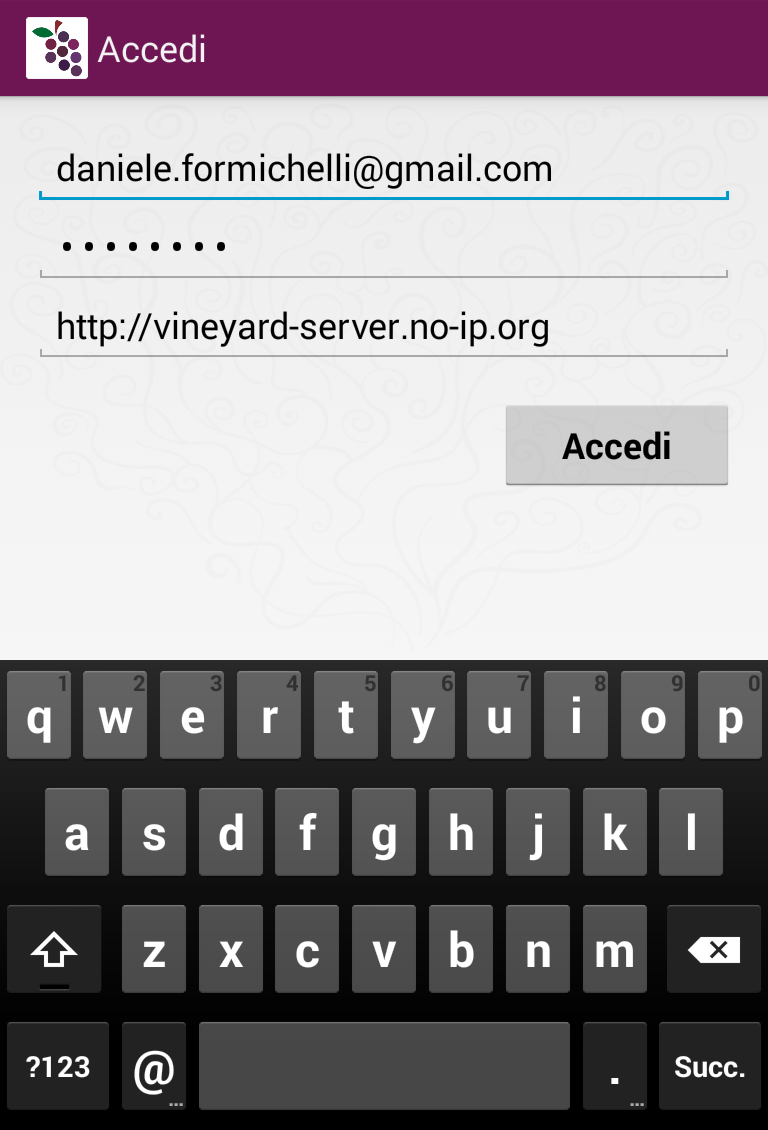 Accedi
daniele.formichelli@gmail.com
••••••••
http://vineyard-server.no-ip.org
Accedi
1 2 3 4 5 6 7 8 9 0
q w e r t y u i o p
a s d f g h j k l
z x c v b n m
?123 @ ... . ... Succ.